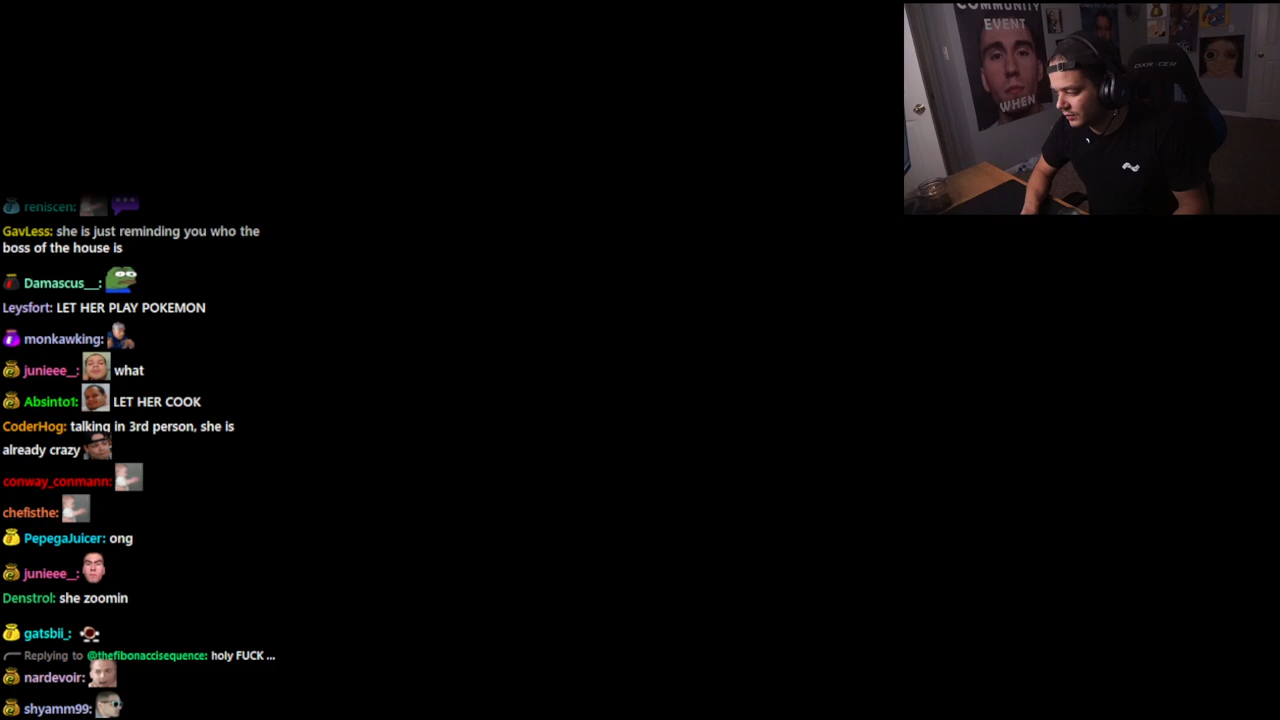 COMMUNITY
EVENT
WHEN
reniscen:
GavLess: she is just reminding you who the
boss of the house is
Damascus__:
Leysfort: LET HER PLAY POKEMON
monkawking:
junieee_: what
Absinto1: LET HER COOK
CoderHog: talking in 3rd person, she is
already crazy
conway_conmann:
chefisthe:
PepegaJuicer: ong
junieee_:
Denstrol: she zoomin
gatsbii_:
Replying to @thefibonaccisequence: holy FUCK ...
nardevoir:
shyamm99: